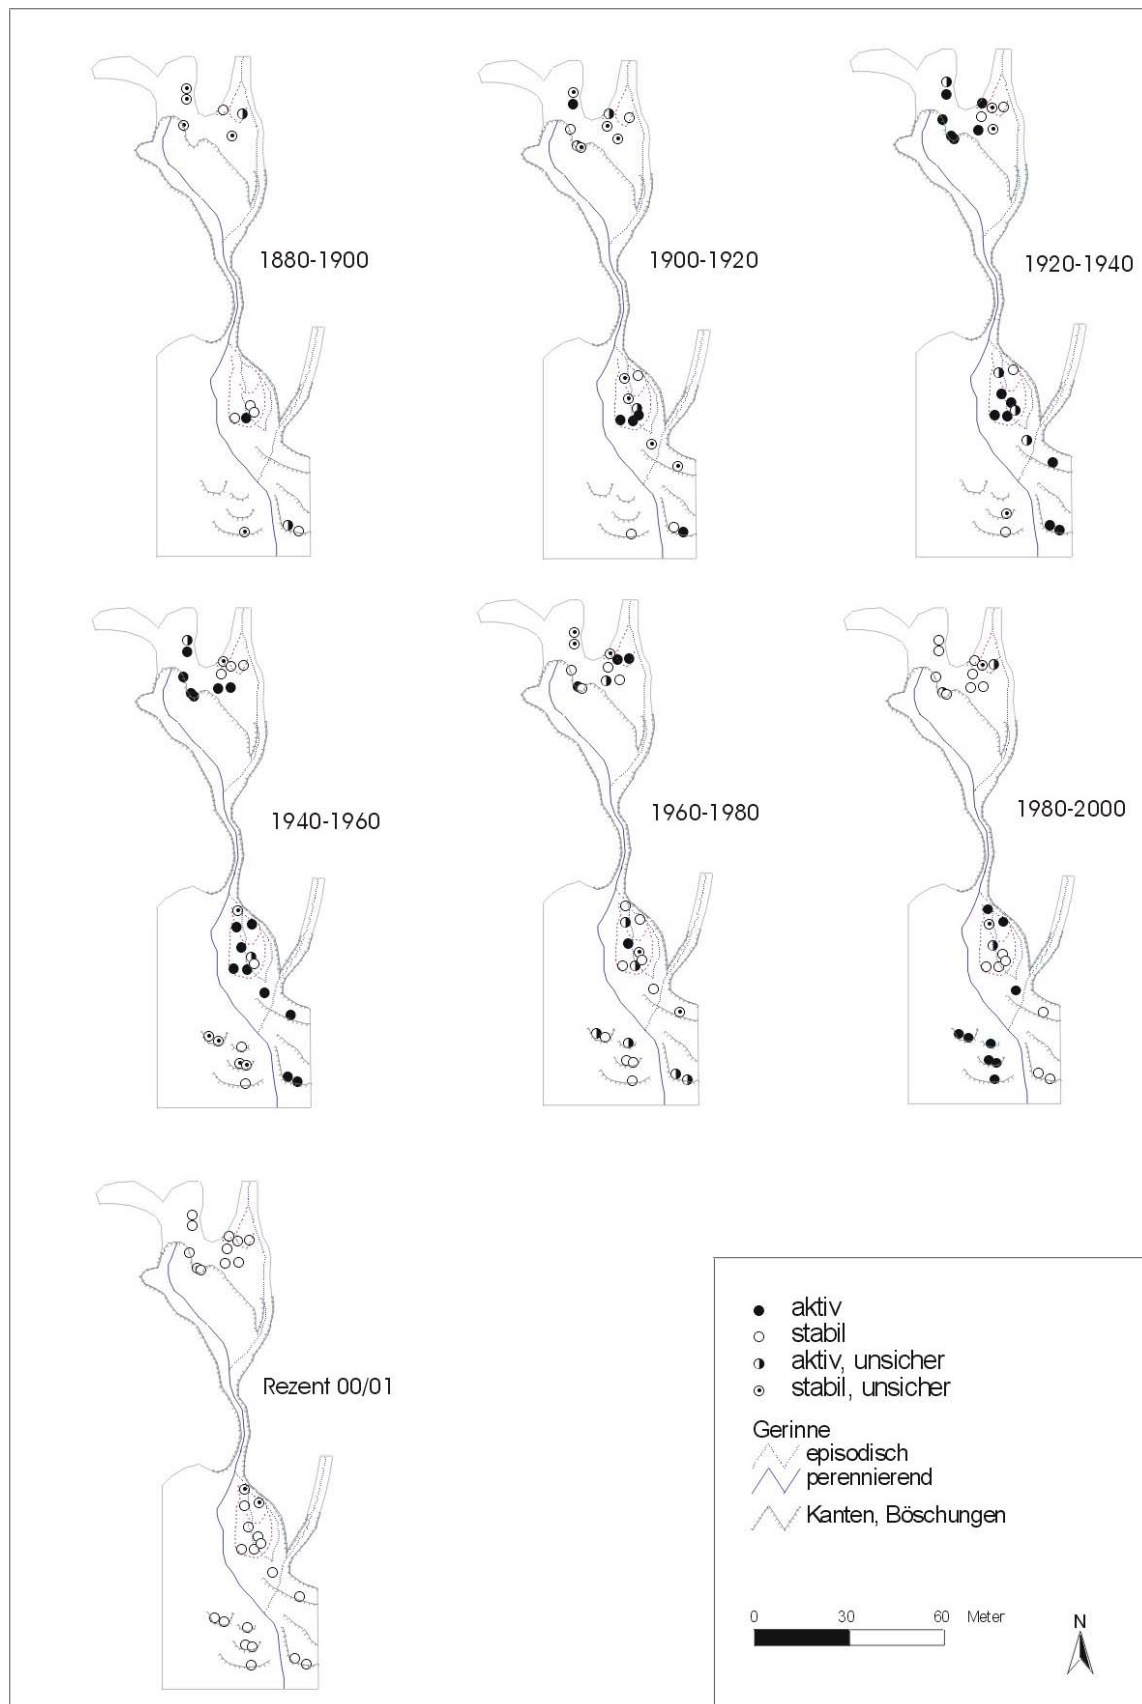 1880-1900
1900-1920
1920-1940
1940-1960
1960-1980
1980-2000
Rezent 00/01
aktiv
stabil
aktiv, unsicher
stabil, unsicher
Gerinne
episodisch
perennierend
Kanten, Böschungen
0 30 60 Meter
N